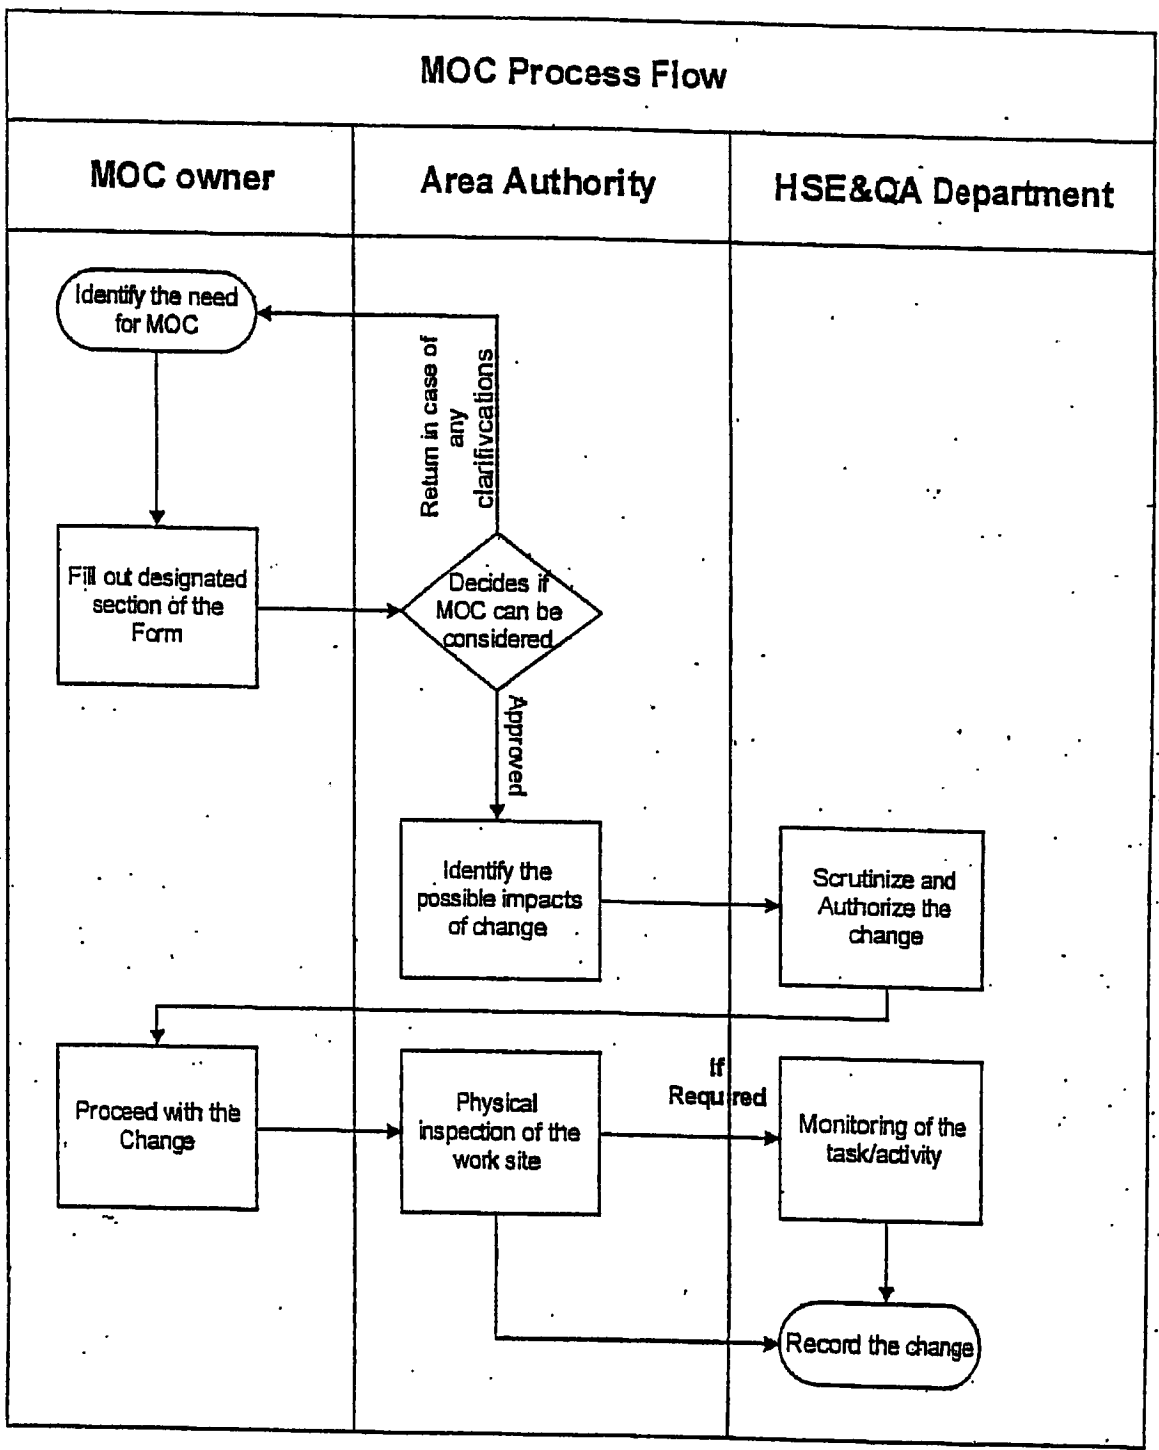 MOC Process Flow
MOC owner
Area Authority
HSE&QA Department
Identify the need
for MOC
Return in case of
any
clarifivcations
Fill out designated
section of the
Form
Decides if
MOC can be
considered
Approved
Identify the
possible impacts
of change
Scrutinize and
Authorize the
change
Proceed with the
Change
Physical
inspection of the
work site
If
Required
Monitoring of the
task/activity
Record the change